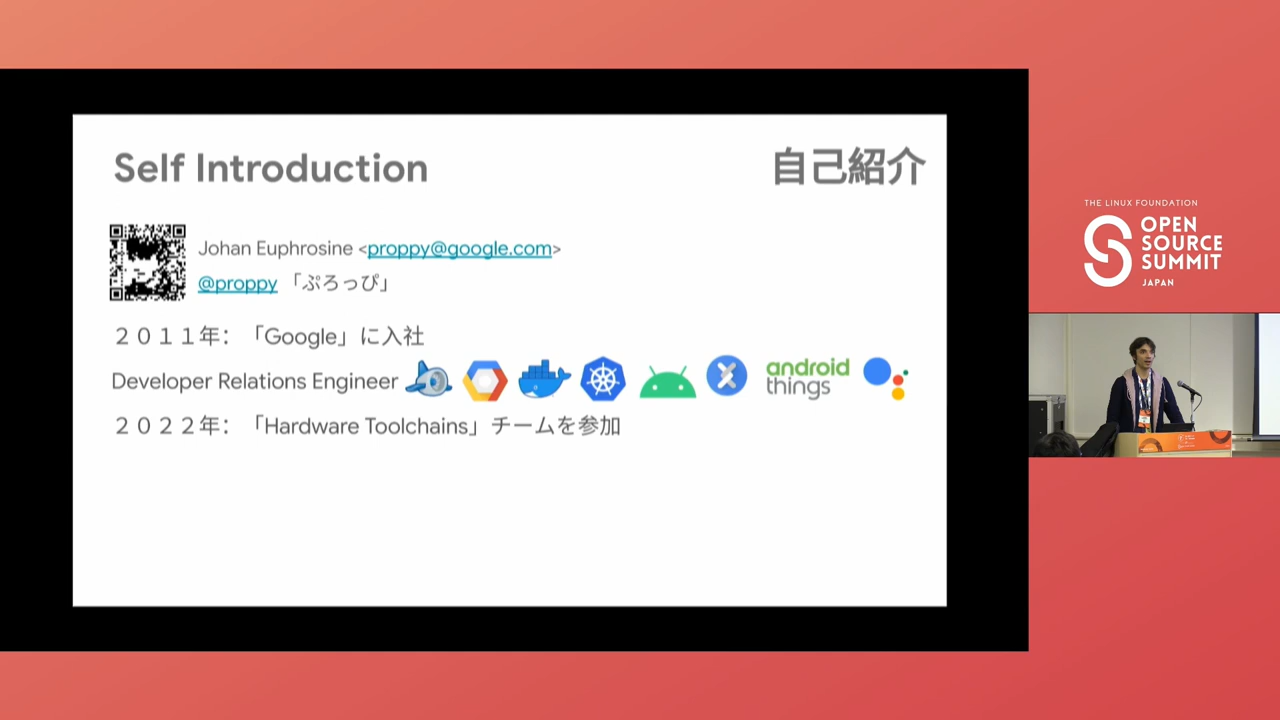 Self Introduction
自己紹介
Johan Euphrosine <proppy@google.com>
@proppy 「ぷろっぴ」
２０１１年：「Google」に入社
Developer Relations Engineer
android
things
２０２２年：「Hardware Toolchains」チームを参加
THE LINUX FOUNDATION
OPEN
SOURCE
SUMMIT
JAPAN